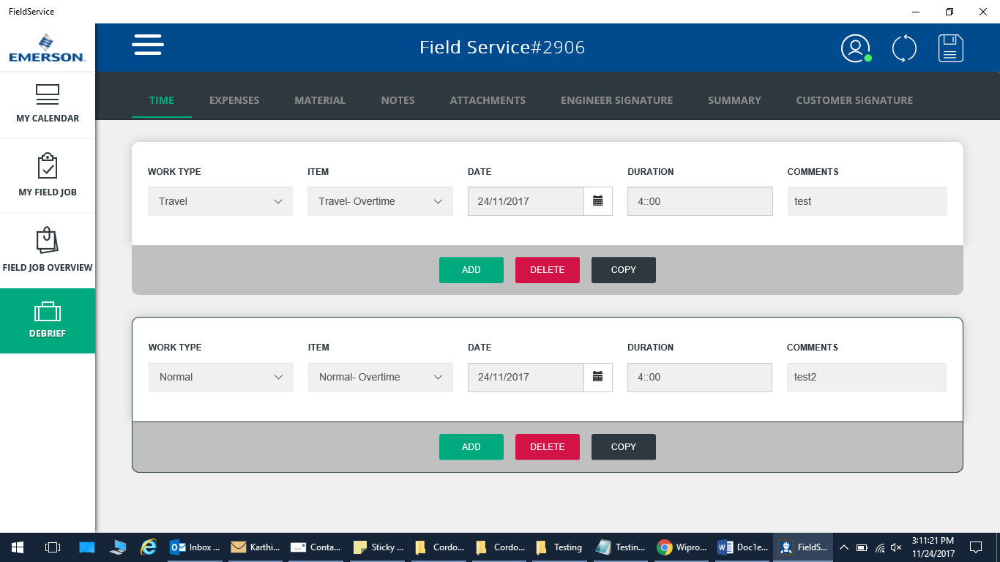 FieldService
EMERSON.
Field Service#2906
MY CALENDAR
MY FIELD JOB
FIELD JOB OVERVIEW
DEBRIEF
TIME EXPENSES MATERIAL NOTES ATTACHMENTS ENGINEER SIGNATURE SUMMARY CUSTOMER SIGNATURE
WORK TYPE ITEM DATE DURATION COMMENTS
Travel Travel- Overtime 24/11/2017 4::00 test
ADD DELETE COPY
WORK TYPE ITEM DATE DURATION COMMENTS
Normal Normal- Overtime 24/11/2017 4::00 test2
ADD DELETE COPY
Inbox ... Karthi... Conta... Sticky ... Cordo... Cordo... Testing Testin... Wipro... Doc1e... FieldS... 3:11:21 PM
11/24/2017